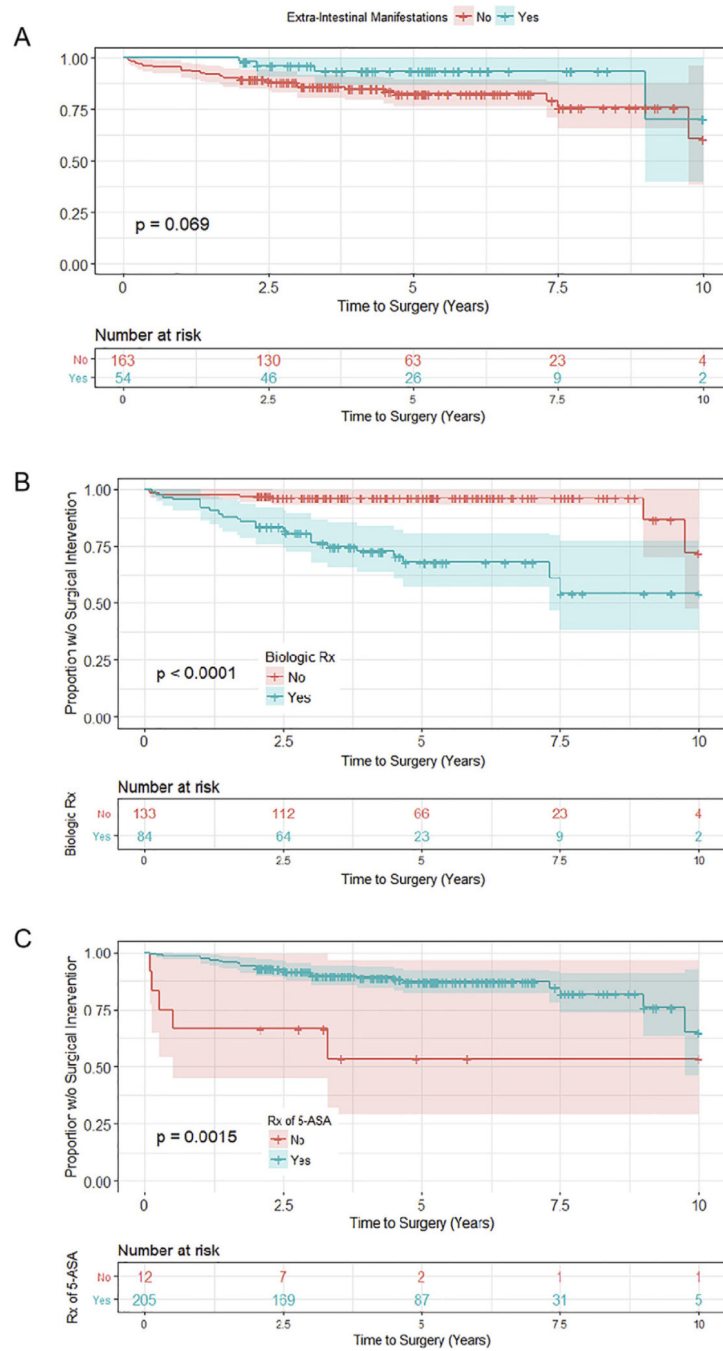 Extra-Intestinal Manifestations No Yes
A
1.00
0.75
0.50
0.25
0.00
p = 0.069
0 2.5 5 7.5 10
Time to Surgery (Years)
Number at risk
No 163 130 63 23 4
Yes 54 46 26 9 2
0 2.5 5 7.5 10
Time to Surgery (Years)
B
Proportion w/o Surgical Intervention
1.00
0.75
0.50
0.25
0.00
p < 0.0001
Biologic Rx
No
Yes
0 2.5 5 7.5 10
Time to Surgery (Years)
Number at risk
Biologic Rx
No 133 112 66 23 4
Yes 84 64 23 9 2
0 2.5 5 7.5 10
Time to Surgery (Years)
C
Proportion w/o Surgical Intervention
1.00
0.75
0.50
0.25
0.00
p = 0.0015
Rx of 5-ASA
No
Yes
0 2.5 5 7.5 10
Time to Surgery (Years)
Number at risk
Rx of 5-ASA
No 12 7 2 1 1
Yes 205 169 87 31 5
0 2.5 5 7.5 10
Time to Surgery (Years)